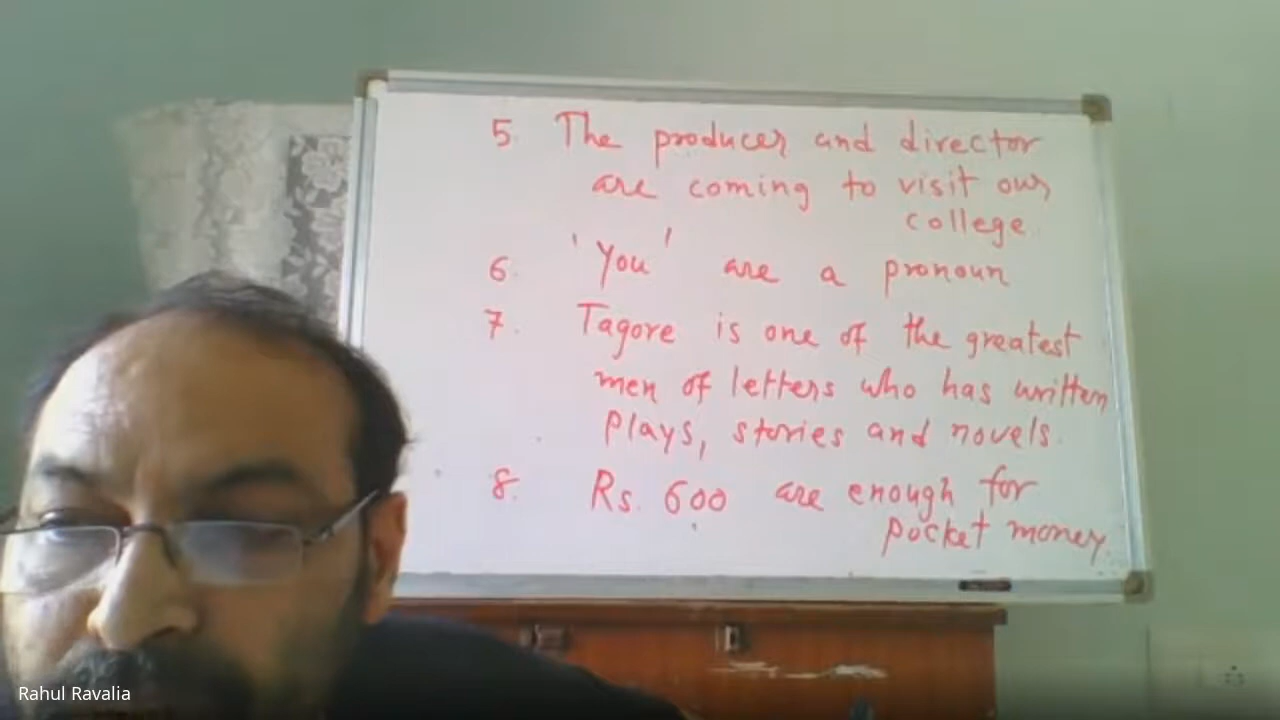 5. The producer and director
are coming to visit our
college.
6. 'You' are a pronoun
7. Tagore is one of the greatest
men of letters who has written
plays, stories and novels.
8. Rs. 600 are enough for
pocket money.
Rahul Ravalia